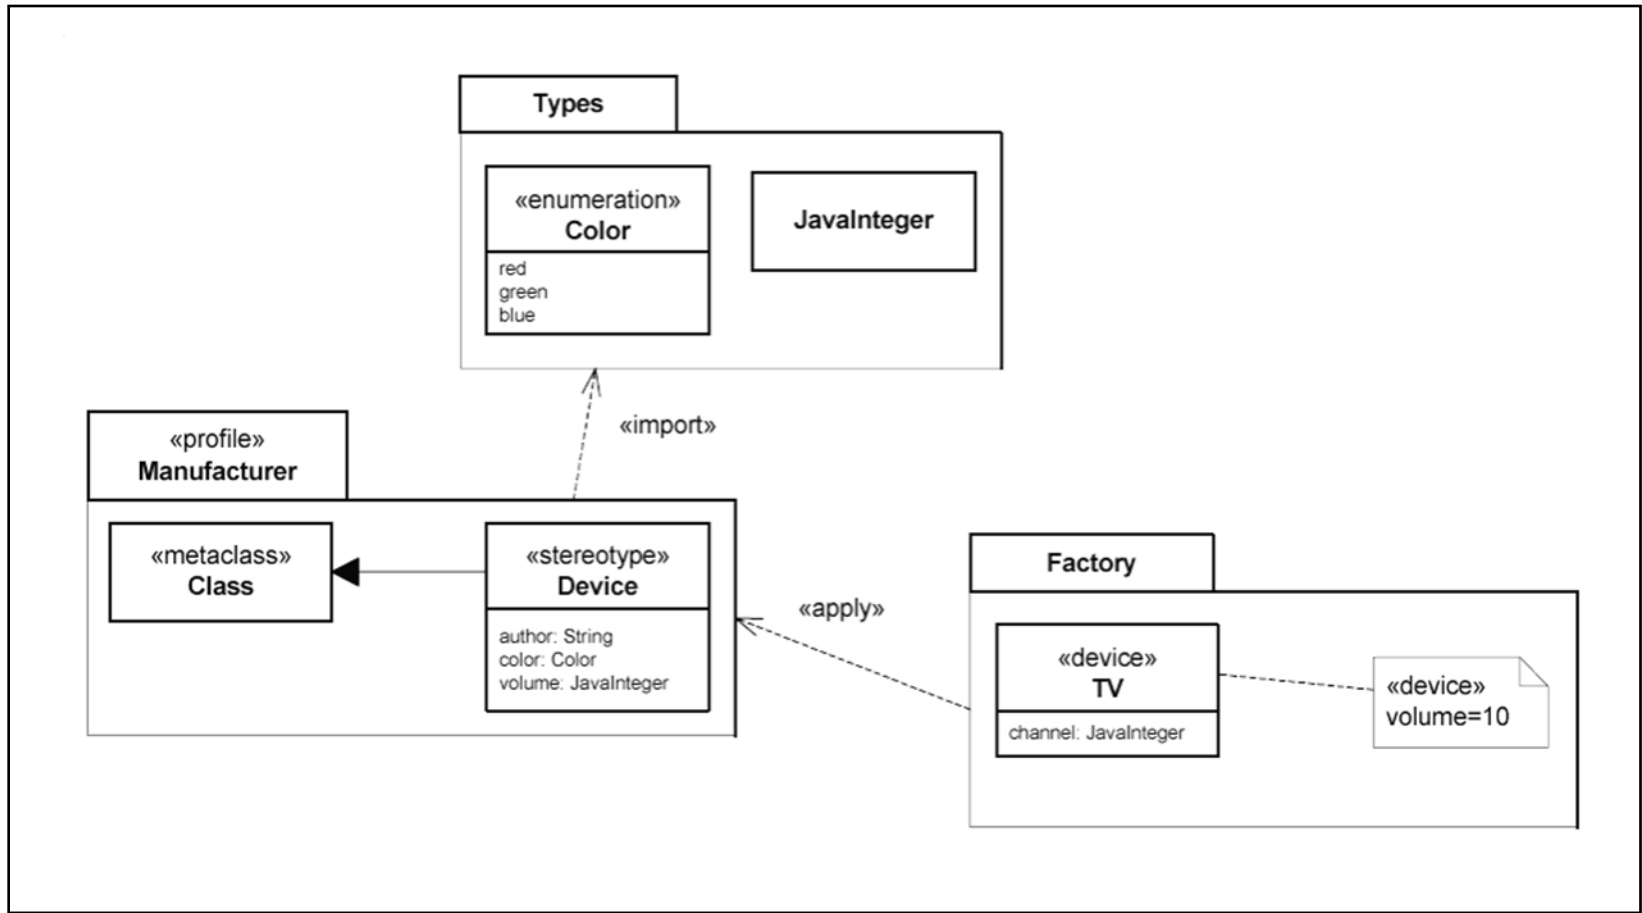 Types
«enumeration»
Color
red
green
blue
JavaInteger
«import»
«profile»
Manufacturer
«metaclass»
Class
«stereotype»
Device
author: String
color: Color
volume: JavaInteger
«apply»
Factory
«device»
TV
channel: JavaInteger
«device»
volume=10